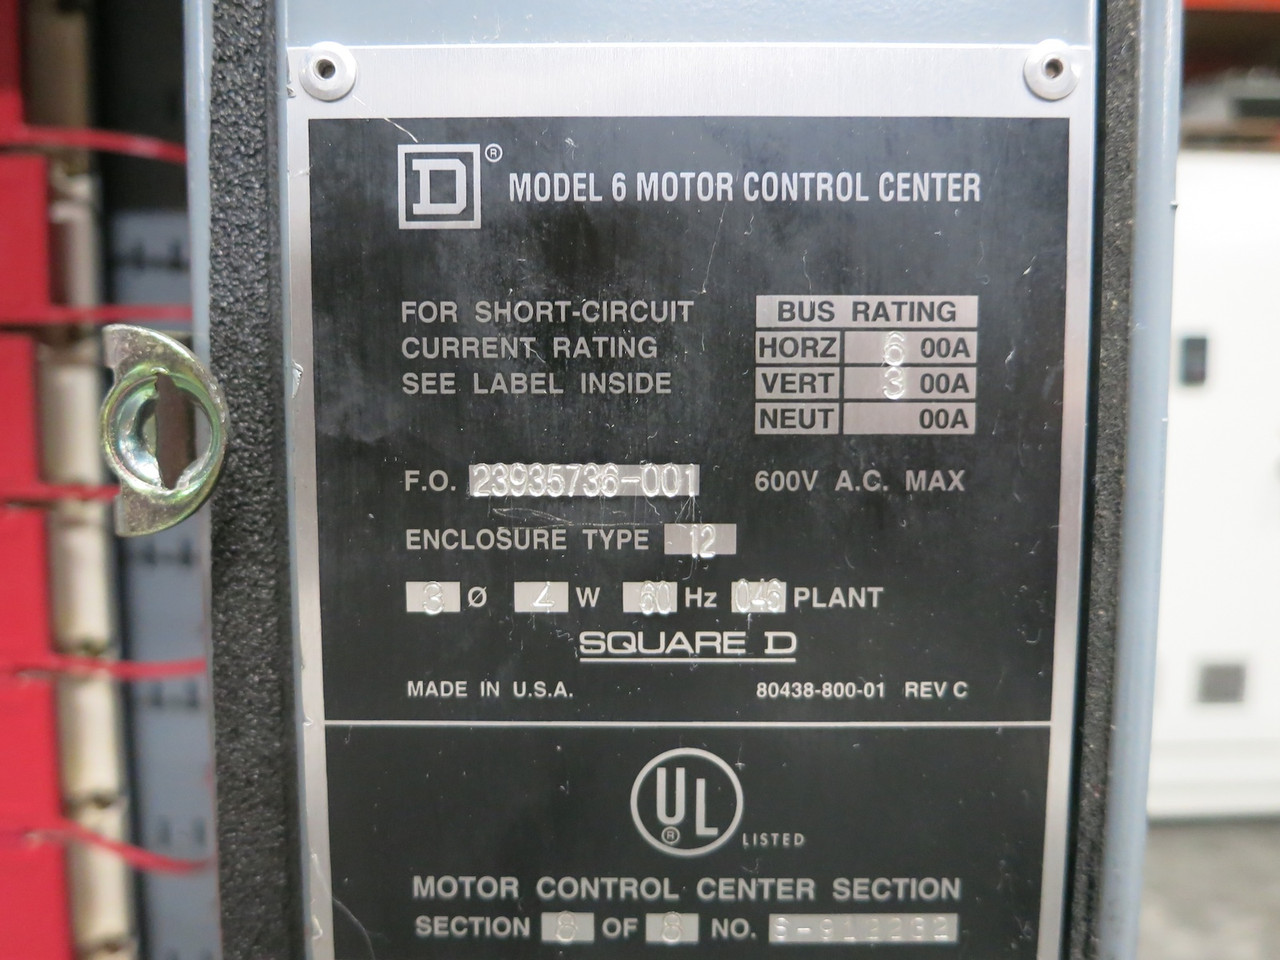 D ® MODEL 6 MOTOR CONTROL CENTER
FOR SHORT-CIRCUIT
CURRENT RATING
SEE LABEL INSIDE
BUS RATING
HORZ 6 00A
VERT 3 00A
NEUT 00A
F.O. 23935736-001
600V A.C. MAX
ENCLOSURE TYPE 12
3 Ø 4 W 60 Hz 046 PLANT
SQUARE D
MADE IN U.S.A.
80438-800-01 REV C
UL ® LISTED
MOTOR CONTROL CENTER SECTION
SECTION 8 OF 8 NO.